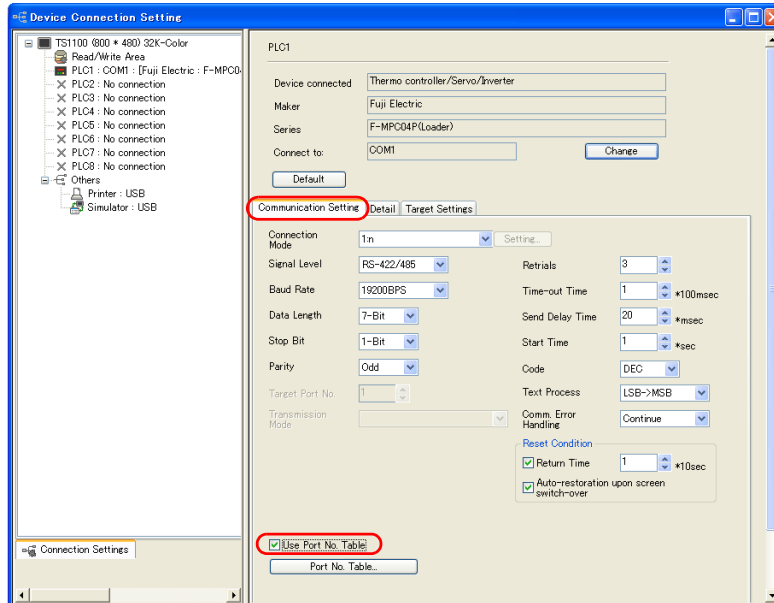 Device Connection Setting
TS1100 (800 * 480) 32K-Color
Read/Write Area
PLC1 : COM1 : [Fuji Electric : F-MPC0
PLC2 : No connection
PLC3 : No connection
PLC4 : No connection
PLC5 : No connection
PLC6 : No connection
PLC7 : No connection
PLC8 : No connection
Others
Printer : USB
Simulator : USB
Connection Settings
PLC1
Device connected Thermo controller/Servo/Inverter
Maker Fuji Electric
Series F-MPC04P(Loader)
Connect to: COM1 Change
Default
Communication Setting Detail Target Settings
Connection Mode 1:n Setting...
Signal Level RS-422/485
Baud Rate 19200BPS
Data Length 7-Bit
Stop Bit 1-Bit
Parity Odd
Target Port No. 1
Transmission Mode
Retrials 3
Time-out Time 1 *100msec
Send Delay Time 20 *msec
Start Time 1 *sec
Code DEC
Text Process LSB->MSB
Comm. Error Handling Continue
Reset Condition
Return Time 1 *10sec
Auto-restoration upon screen
switch-over
Use Port No. Table
Port No. Table...